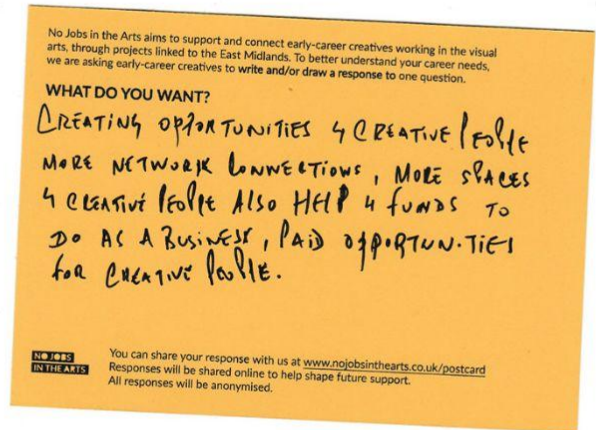 No Jobs in the Arts aims to support and connect early-career creatives working in the visual
arts, through projects linked to the East Midlands. To better understand your career needs,
we are asking early-career creatives to write and/or draw a response to one question.
WHAT DO YOU WANT?
CREATING OPPORTUNITIES 4 CREATIVE PEOPLE
MORE NETWORK CONNECTIONS, MORE SPACES
4 CREATIVE PEOPLE ALSO HELP 4 FUNDS TO
DO AS A BUSINESS, PAID OPPORTUNITIES
FOR CREATIVE PEOPLE.
NO JOBS
IN THE ARTS
You can share your response with us at www.nojobsinthearts.co.uk/postcard
Responses will be shared online to help shape future support.
All responses will be anonymised.